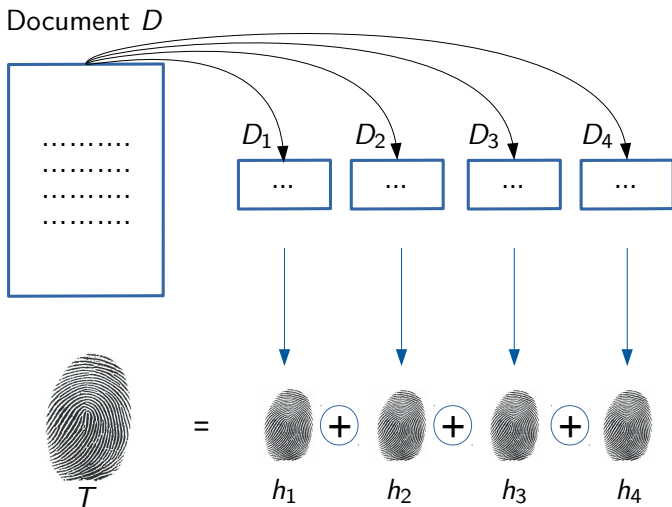 Document D
D1 D2 D3 D4
..........
..........
..........
..........
... ... ... ...
= + + +
T h1 h2 h3 h4